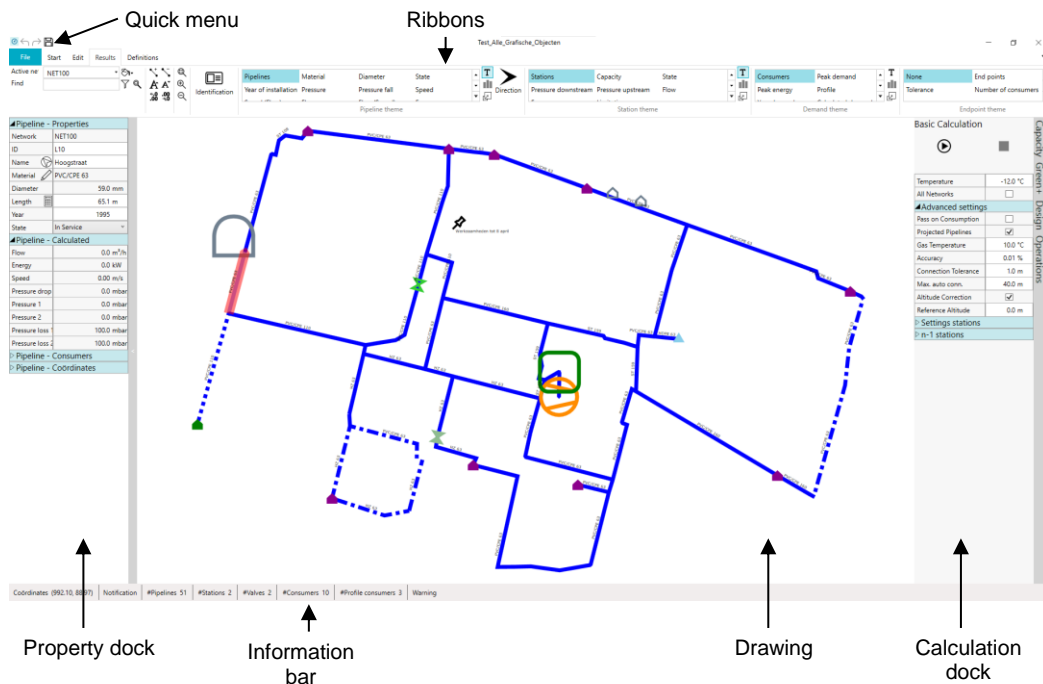 Quick menu
Ribbons
Test_Alle_Grafische_Objecten
File Start Edit Results Definitions
Active ne NET100
Find
Identification
Pipelines Material Diameter State
Year of installation Pressure Pressure fall Speed
Pipeline theme
Direction
Stations Capacity State
Pressure downstream Pressure upstream Flow
Station theme
Consumers Peak demand
Peak energy Profile
Demand theme
None End points
Tolerance Number of consumers
Endpoint theme
Pipeline - Properties
Network NET100
ID L10
Name Hoogstraat
Material PVC/CPE 63
Diameter 59.0 mm
Length 65.1 m
Year 1995
State In Service
Pipeline - Calculated
Flow 0.0 m³/h
Energy 0.0 kW
Speed 0.00 m/s
Pressure drop 0.0 mbar
Pressure 1 0.0 mbar
Pressure 2 0.0 mbar
Pressure loss 1 100.0 mbar
Pressure loss 2 100.0 mbar
Pipeline - Consumers
Pipeline - Coördinates
Basic Calculation
Temperature -12.0 °C
All Networks
Advanced settings
Pass on Consumption
Projected Pipelines
Gas Temperature 10.0 °C
Accuracy 0.01 %
Connection Tolerance 1.0 m
Max. auto conn. 40.0 m
Altitude Correction
Reference Altitude 0.0 m
Settings stations
n-1 stations
Capacity Green+ Design Operations
Coördinates (992.10, 88.97) Notification #Pipelines 51 #Stations 2 #Valves 2 #Consumers 10 #Profile consumers 3 Warning
Property dock
Information
bar
Drawing
Calculation
dock